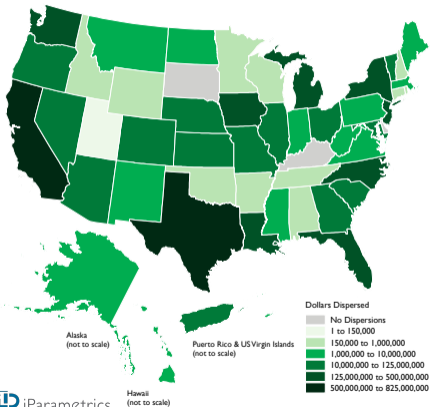 Alaska
(not to scale)
Hawaii
(not to scale)
Puerto Rico & US Virgin Islands
(not to scale)
Dollars Dispersed
No Dispersions
1 to 150,000
150,000 to 1,000,000
1,000,000 to 10,000,000
10,000,000 to 125,000,000
125,000,000 to 500,000,000
500,000,000 to 825,000,000
iParametrics